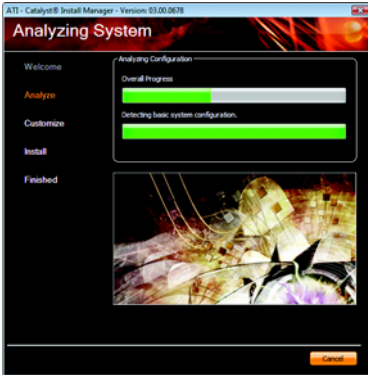 ATI - Catalyst® Install Manager - Version: 03.00.0678
Analyzing System
Welcome
Analyze
Customize
Install
Finished
Analyzing Configuration
Overall Progress
Detecting basic system configuration.
Cancel